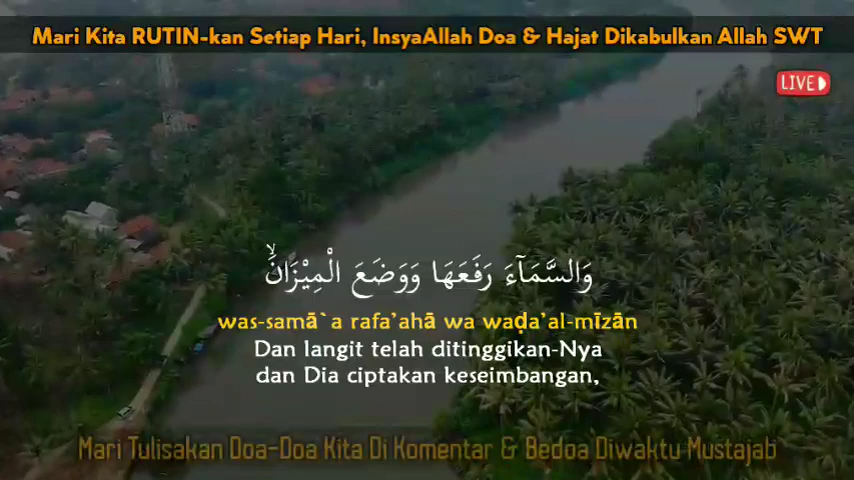 Mari Kita RUTIN-kan Setiap Hari, InsyaAllah Doa & Hajat Dikabulkan Allah SWT
LIVE
وَالسَّمَاۤءَ رَفَعَهَا وَوَضَعَ الْمِيْزَانَۙ
was-samā`a rafa’ahā wa waḍa’al-mīzān
Dan langit telah ditinggikan-Nya
dan Dia ciptakan keseimbangan,
Mari Tulisakan Doa-Doa Kita Di Komentar & Bedoa Diwaktu Mustajab